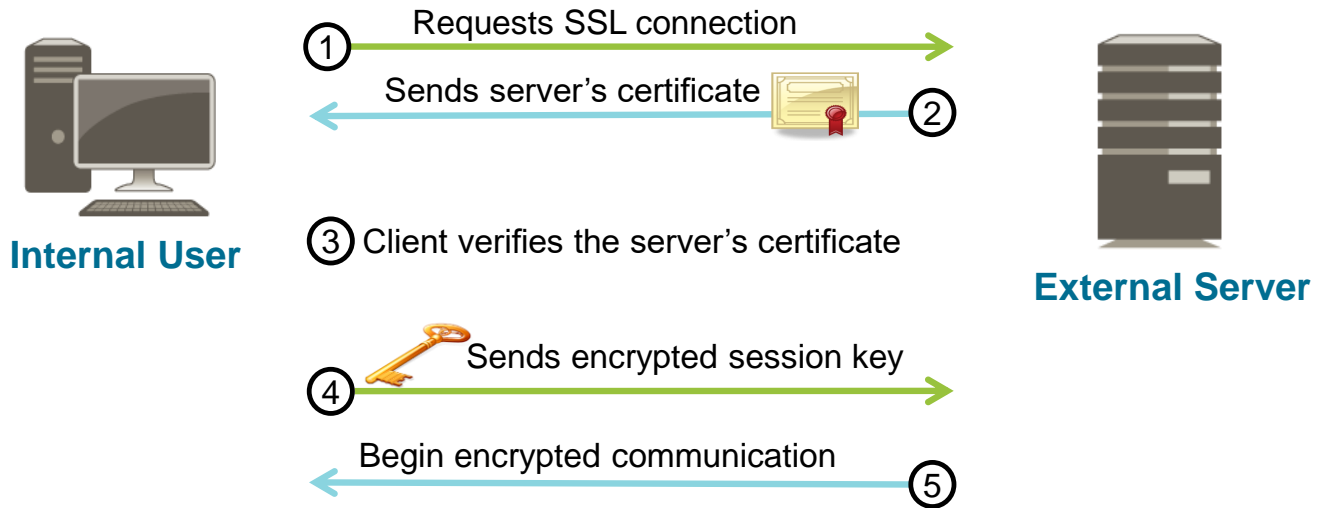 1
Requests SSL connection
Sends server’s certificate
2
Internal User
3 Client verifies the server’s certificate
External Server
Sends encrypted session key
4
Begin encrypted communication
5